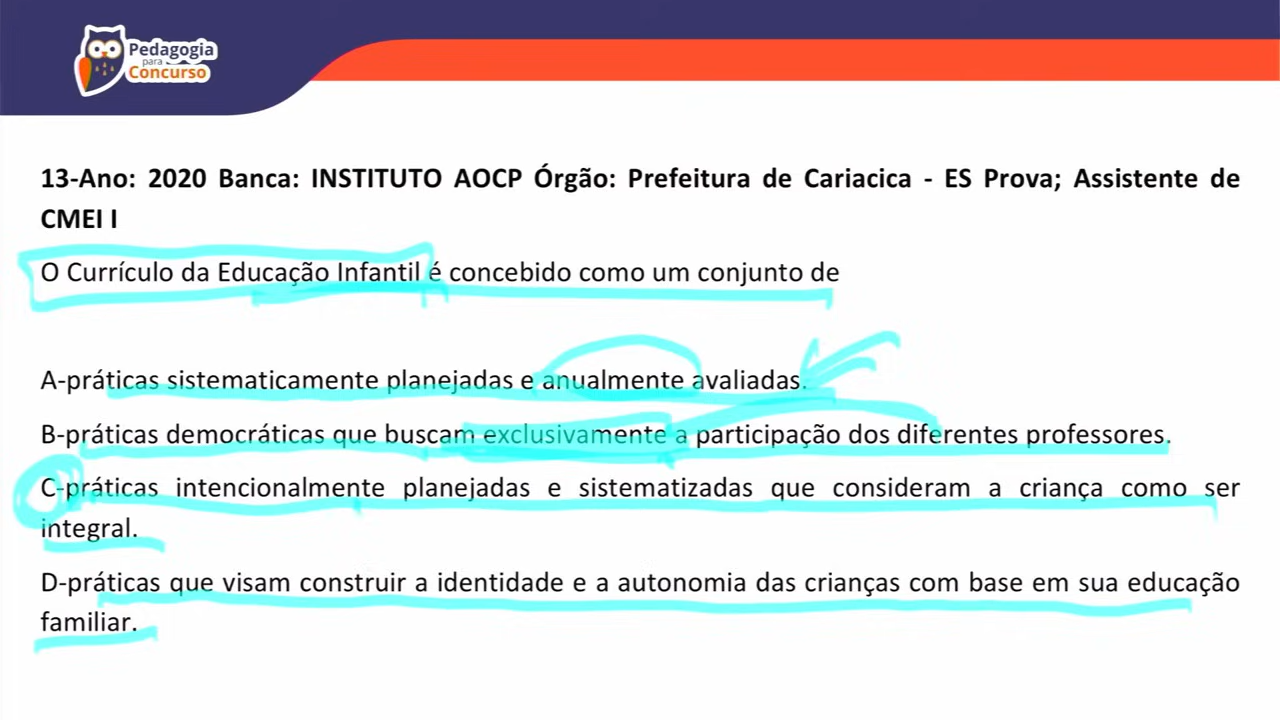 Pedagogia
para
Concurso
13-Ano: 2020 Banca: INSTITUTO AOCP Órgão: Prefeitura de Cariacica - ES Prova; Assistente de
CMEI I
O Currículo da Educação Infantil é concebido como um conjunto de
A-práticas sistematicamente planejadas e anualmente avaliadas.
B-práticas democráticas que buscam exclusivamente a participação dos diferentes professores.
C-práticas intencionalmente planejadas e sistematizadas que consideram a criança como ser
integral.
D-práticas que visam construir a identidade e a autonomia das crianças com base em sua educação
familiar.